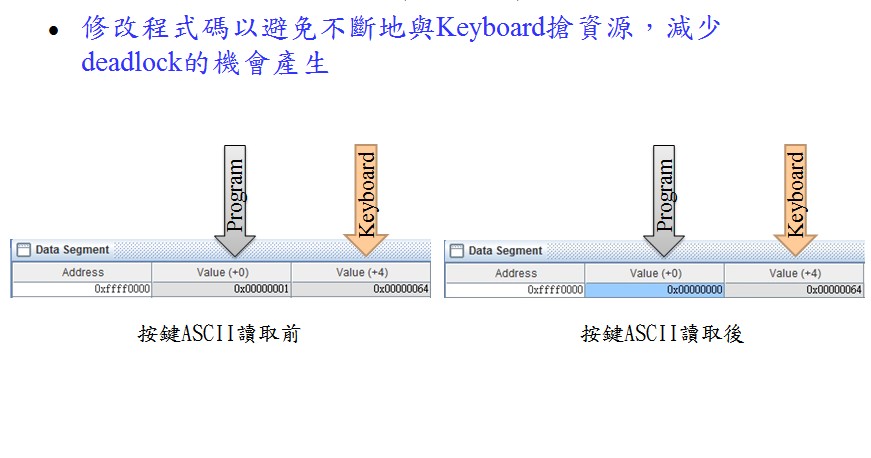 • 修改程式碼以避免不斷地與Keyboard搶資源，減少
deadlock的機會產生
Program
Keyboard
Program
Keyboard
Data Segment
Address Value (+0) Value (+4)
0xffff0000 0x00000001 0x00000064
Data Segment
Address Value (+0) Value (+4)
0xffff0000 0x00000000 0x00000064
按鍵ASCII讀取前
按鍵ASCII讀取後